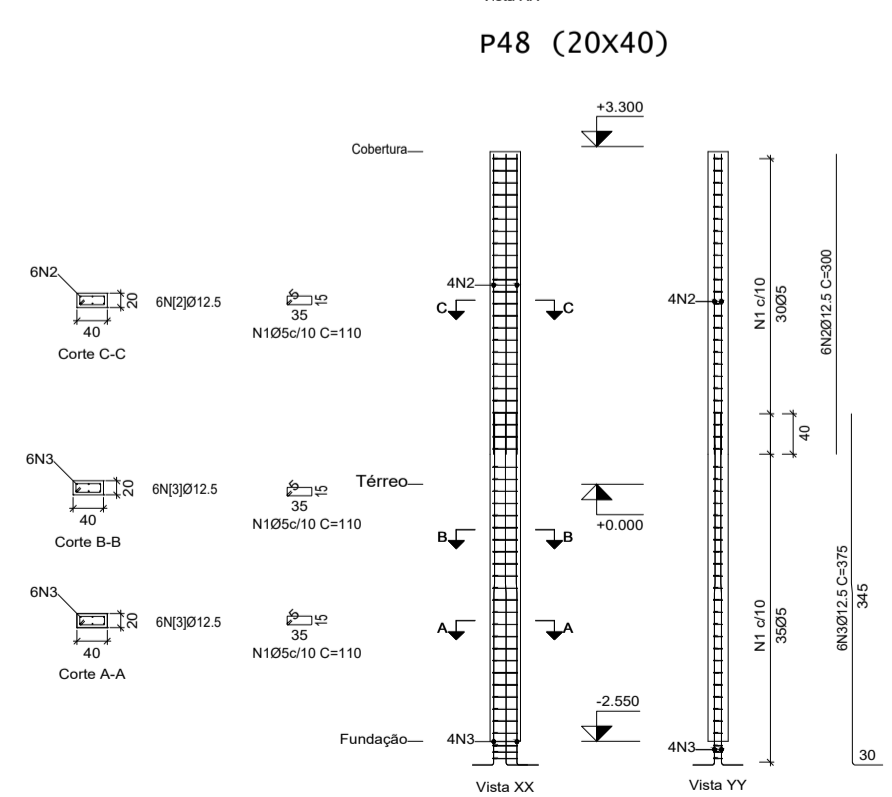 P48 (20X40)
+3.300
Cobertura
6N2
20
40
Corte C-C
6N[2]Ø12.5
5
15
35
N1Ø5c/10 C=110
4N2
C
C
4N2
N1 c/10
30Ø5
6N2Ø12.5 C=300
40
6N3
20
40
Corte B-B
6N[3]Ø12.5
5
15
35
N1Ø5c/10 C=110
Térreo
+0.000
B
B
6N3
20
40
Corte A-A
6N[3]Ø12.5
5
15
35
N1Ø5c/10 C=110
A
A
N1 c/10
35Ø5
6N3Ø12.5 C=375
345
-2.550
Fundação
4N3
4N3
30
Vista XX
Vista YY